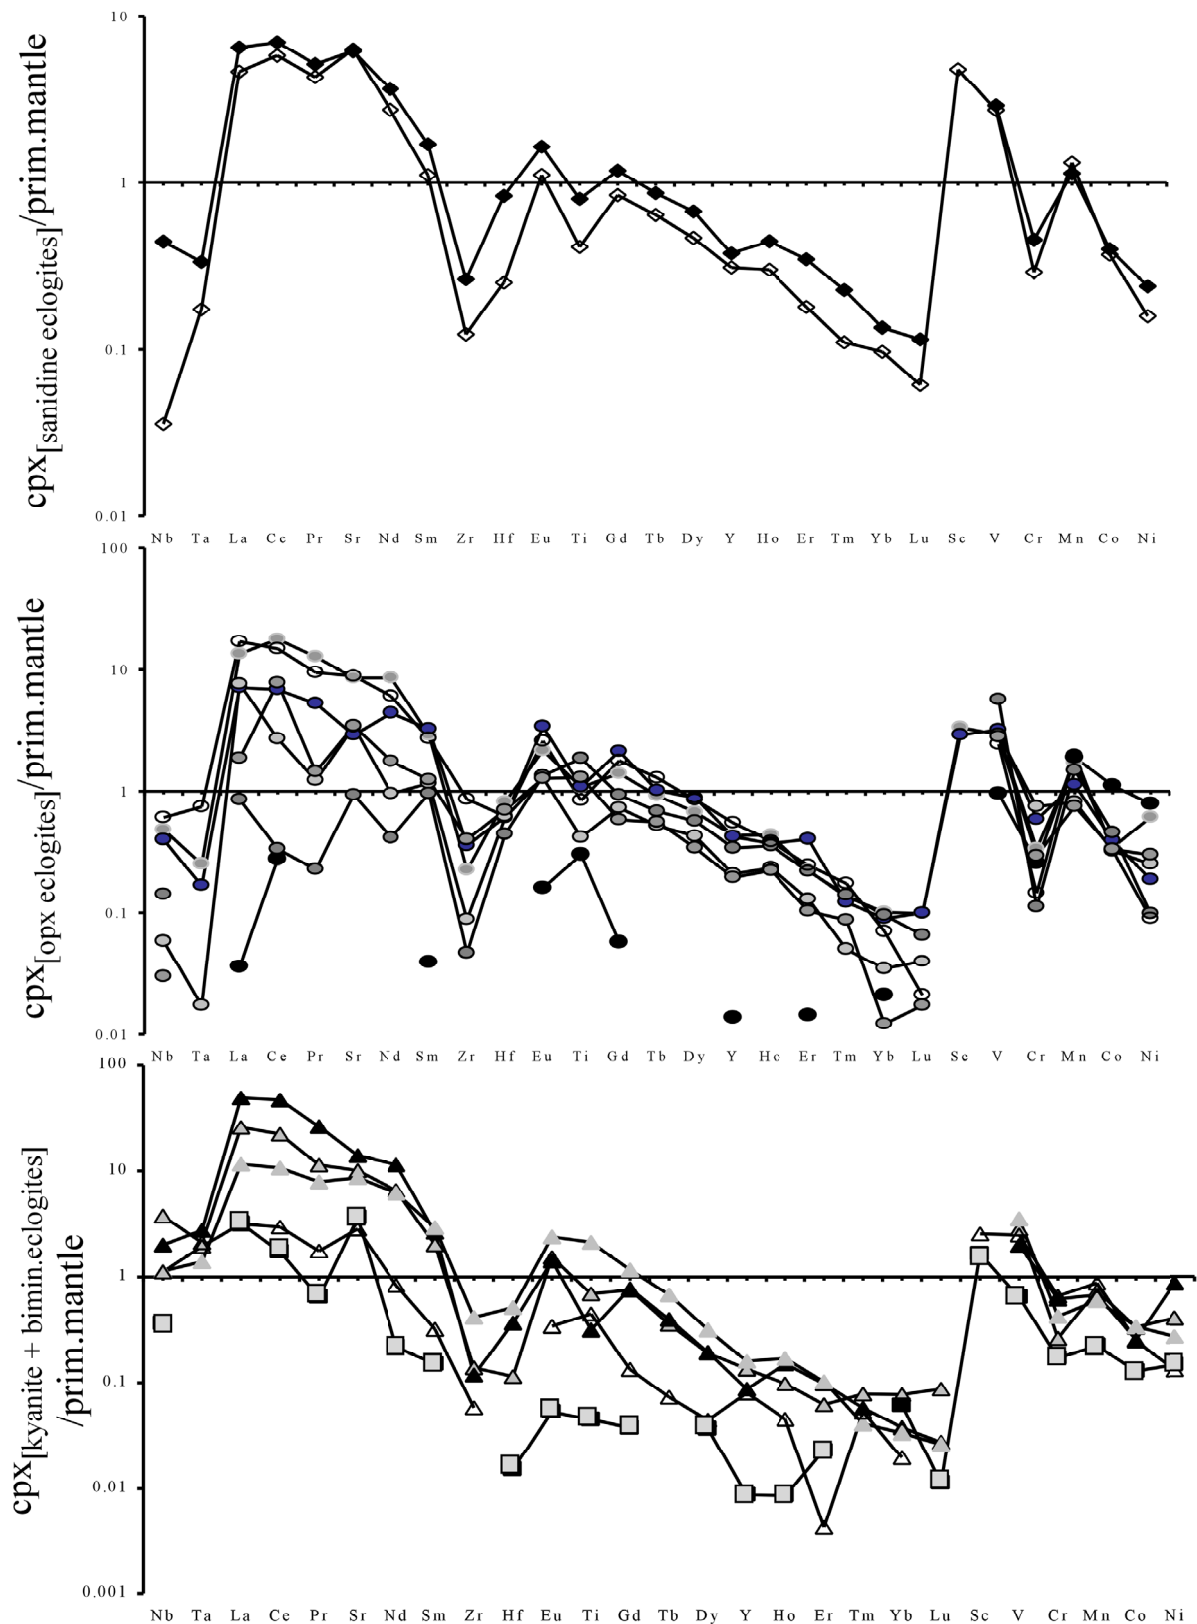 cpx[sanidine eclogites]/prim.mantle
10
1
0.1
0.01
Nb Ta La Ce Pr Sr Nd Sm Zr Hf Eu Ti Gd Tb Dy Y Ho Er Tm Yb Lu Sc V Cr Mn Co Ni
cpx[opx eclogites]/prim.mantle
100
10
1
0.1
0.01
Nb Ta La Ce Pr Sr Nd Sm Zr Hf Eu Ti Gd Tb Dy Y Ho Er Tm Yb Lu Sc V Cr Mn Co Ni
cpx[kyanite + bimin.eclogites]
/prim.mantle
100
10
1
0.1
0.01
0.001
Nb Ta La Ce Pr Sr Nd Sm Zr Hf Eu Ti Gd Tb Dy Y Ho Er Tm Yb Lu Sc V Cr Mn Co Ni